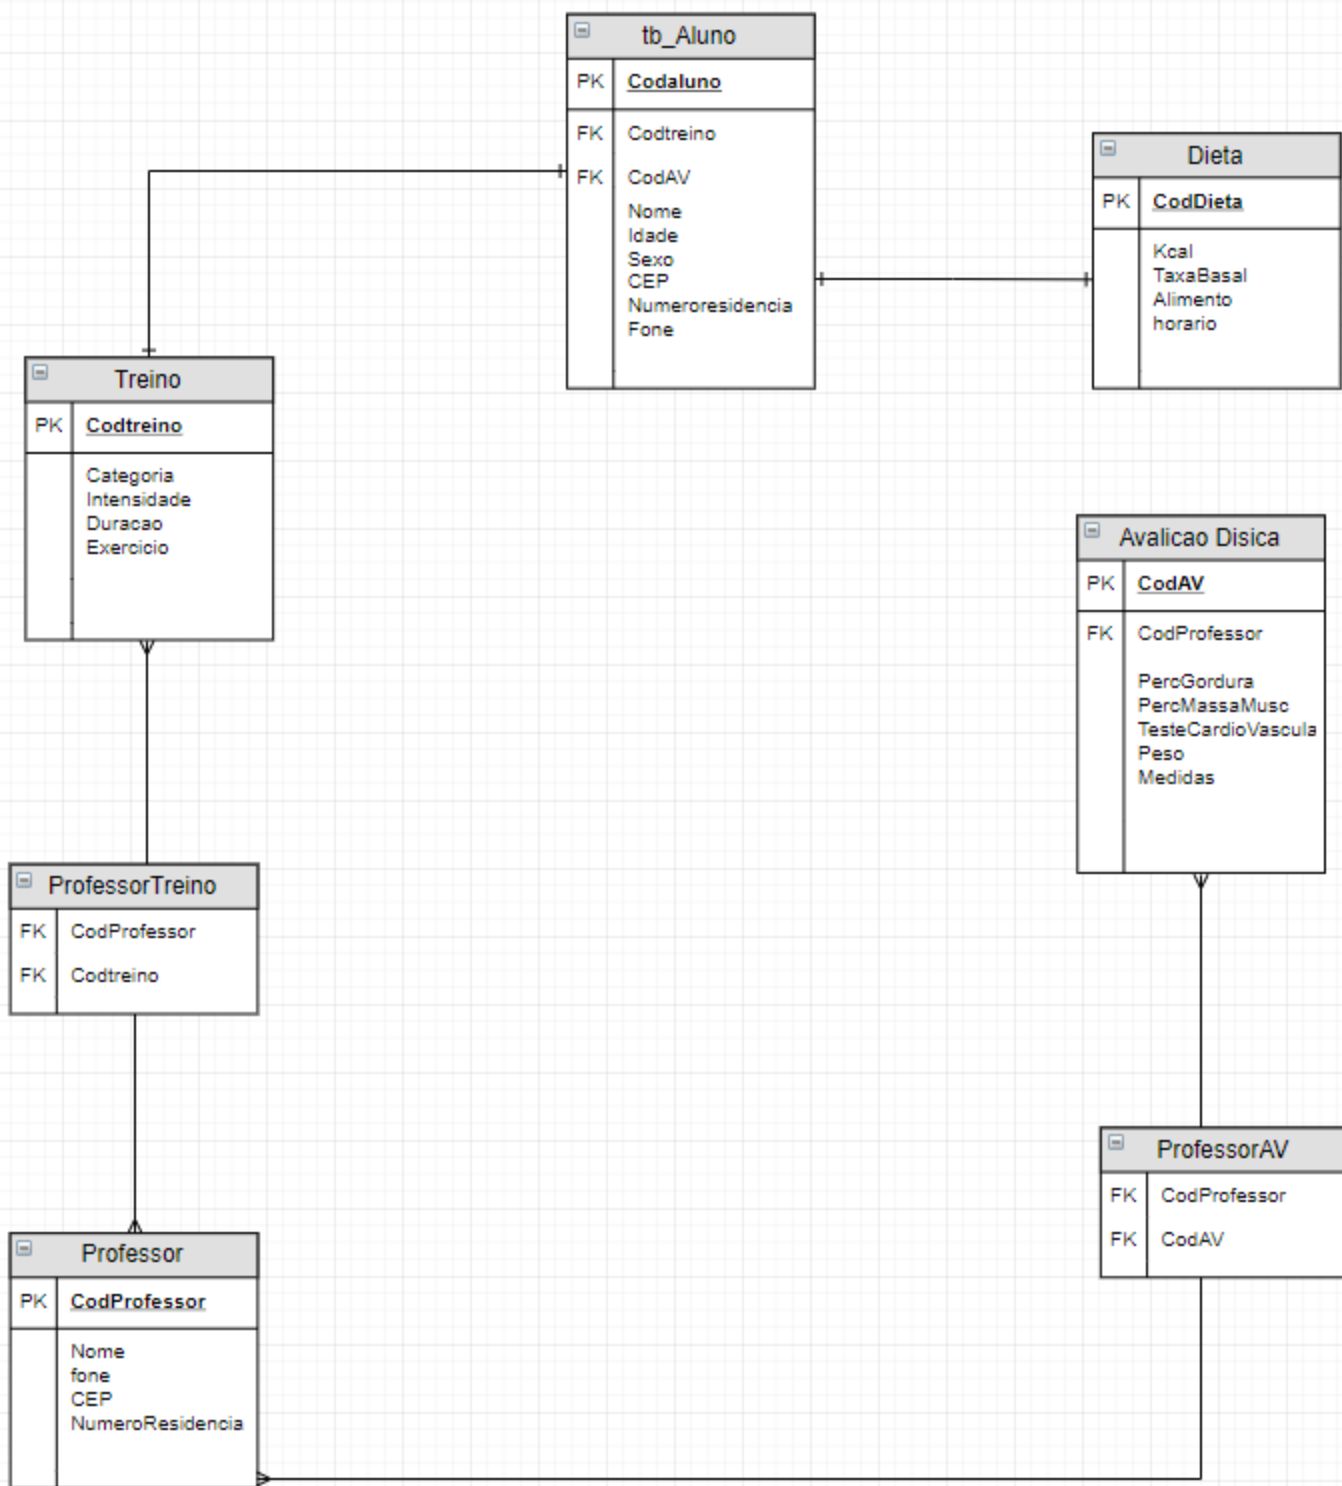 tb_Aluno
PK Codaluno
FK Codtreino
FK CodAV
Nome
Idade
Sexo
CEP
Numeroresidencia
Fone
Dieta
PK CodDieta
Kcal
TaxaBasal
Alimento
horario
Treino
PK Codtreino
Categoria
Intensidade
Duracao
Exercicio
Avalicao Disica
PK CodAV
FK CodProfessor
PercGordura
PercMassaMusc
TesteCardioVascula
Peso
Medidas
ProfessorTreino
FK CodProfessor
FK Codtreino
ProfessorAV
FK CodProfessor
FK CodAV
Professor
PK CodProfessor
Nome
fone
CEP
NumeroResidencia